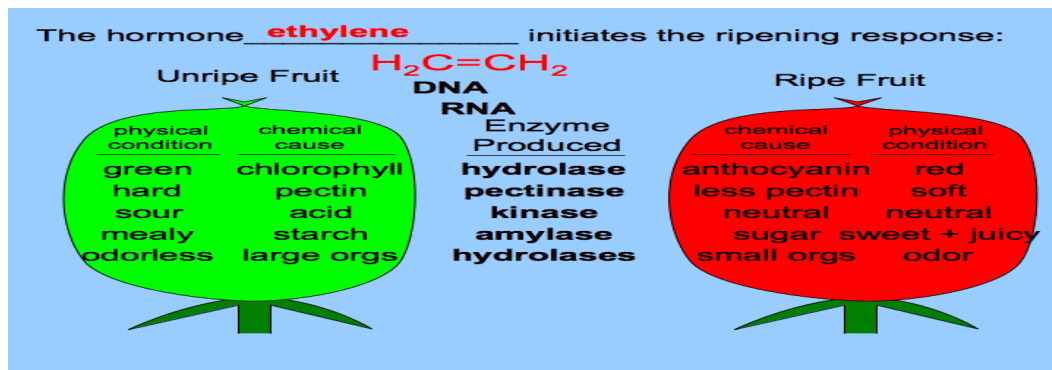 The hormone ethylene initiates the ripening response:
H₂C=CH₂
Unripe Fruit
DNA
RNA
Ripe Fruit
physical condition chemical cause Enzyme Produced chemical cause physical condition
green chlorophyll hydrolase anthocyanin red
hard pectin pectinase less pectin soft
sour acid kinase neutral neutral
mealy starch amylase sugar sweet + juicy
odorless large orgs hydrolases small orgs odor